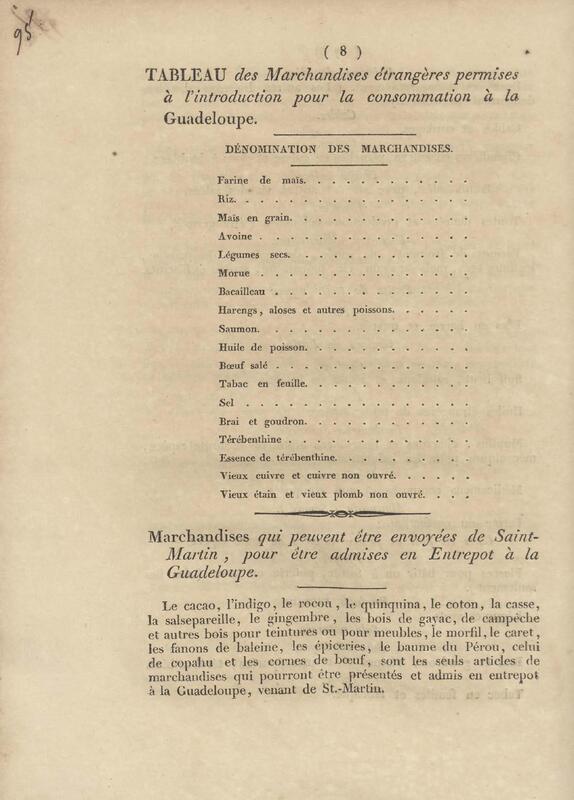 95
( 8 )
TABLEAU des Marchandises étrangères permises
à l'introduction pour la consommation à la
Guadeloupe.
DÉNOMINATION DES MARCHANDISES.
Farine de maïs. . . . . . . . . . . .
Riz. . . . . . . . . . . . . . . .
Maïs en grain. . . . . . . . . . . . .
Avoine . . . . . . . . . . . . . . .
Légumes secs. . . . . . . . . . . . .
Morue . . . . . . . . . . . . . . .
Bacailleau . . . . . . . . . . . . . .
Harengs, aloses et autres poissons. . . . . .
Saumon. . . . . . . . . . . . . . .
Huile de poisson. . . . . . . . . . . .
Bœuf salé . . . . . . . . . . . . . .
Tabac en feuille. . . . . . . . . . . .
Sel . . . . . . . . . . . . . . . .
Brai et goudron. . . . . . . . . . . .
Térébenthine . . . . . . . . . . . . .
Essence de térébenthine. . . . . . . . . .
Vieux cuivre et cuivre non ouvré. . . . . .
Vieux étain et vieux plomb non ouvré. . . .
Marchandises qui peuvent être envoyées de Saint-
Martin, pour être admises en Entrepot à la
Guadeloupe.
Le cacao, l'indigo, le rocou, le quinquina, le coton, la casse,
la salsepareille, le gingembre, les bois de gayac, de campêche
et autres bois pour teintures ou pour meubles, le morfil, le caret,
les fanons de baleine, les épiceries, le baume du Pérou, celui
de copahu et les cornes de bœuf, sont les seuls articles de
marchandises qui pourront être présentés et admis en entrepot
à la Guadeloupe, venant de St.-Martin.